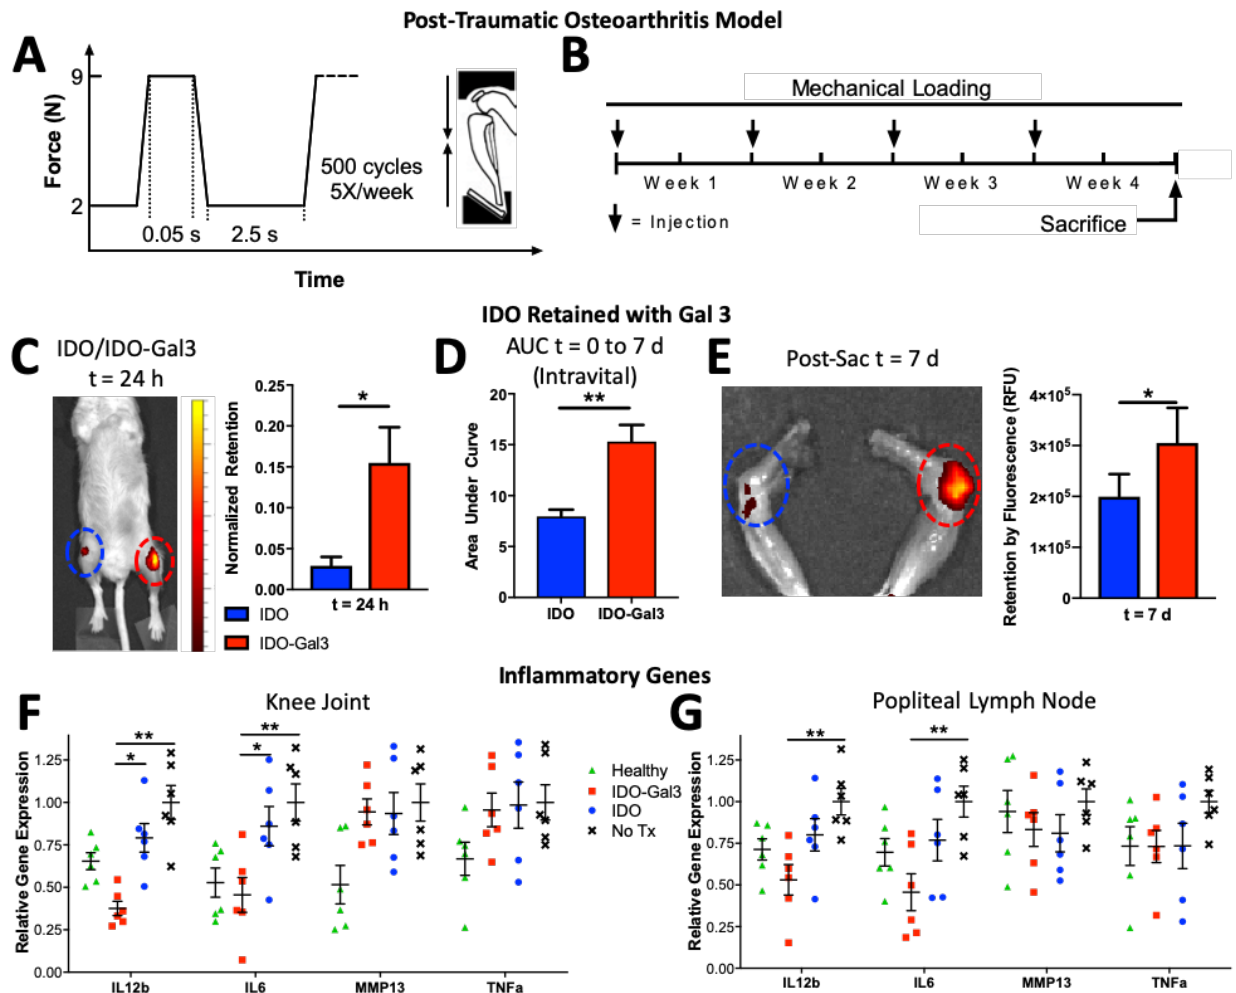 Post-Traumatic Osteoarthritis Model
A
Force (N)
9
2
0.05 s
2.5 s
500 cycles
5X/week
Time
B
Mechanical Loading
Week 1
Week 2
Week 3
Week 4
= Injection
Sacrifice
IDO Retained with Gal 3
C
IDO/IDO-Gal3
t = 24 h
Normalized Retention
0.25
0.20
0.15
0.10
0.05
0.00
*
t = 24 h
IDO
IDO-Gal3
D
AUC t = 0 to 7 d
(Intravital)
Area Under Curve
20
15
10
5
0
**
IDO
IDO-Gal3
E
Post-Sac t = 7 d
Retention by Fluorescence (RFU)
4×10⁵
3×10⁵
2×10⁵
1×10⁵
0
*
t = 7 d
Inflammatory Genes
F
Knee Joint
Relative Gene Expression
1.25
1.00
0.75
0.50
0.25
0.00
**
*
**
*
IL12b
IL6
MMP13
TNFa
Healthy
IDO-Gal3
IDO
No Tx
G
Popliteal Lymph Node
Relative Gene Expression
1.25
1.00
0.75
0.50
0.25
0.00
**
**
IL12b
IL6
MMP13
TNFa